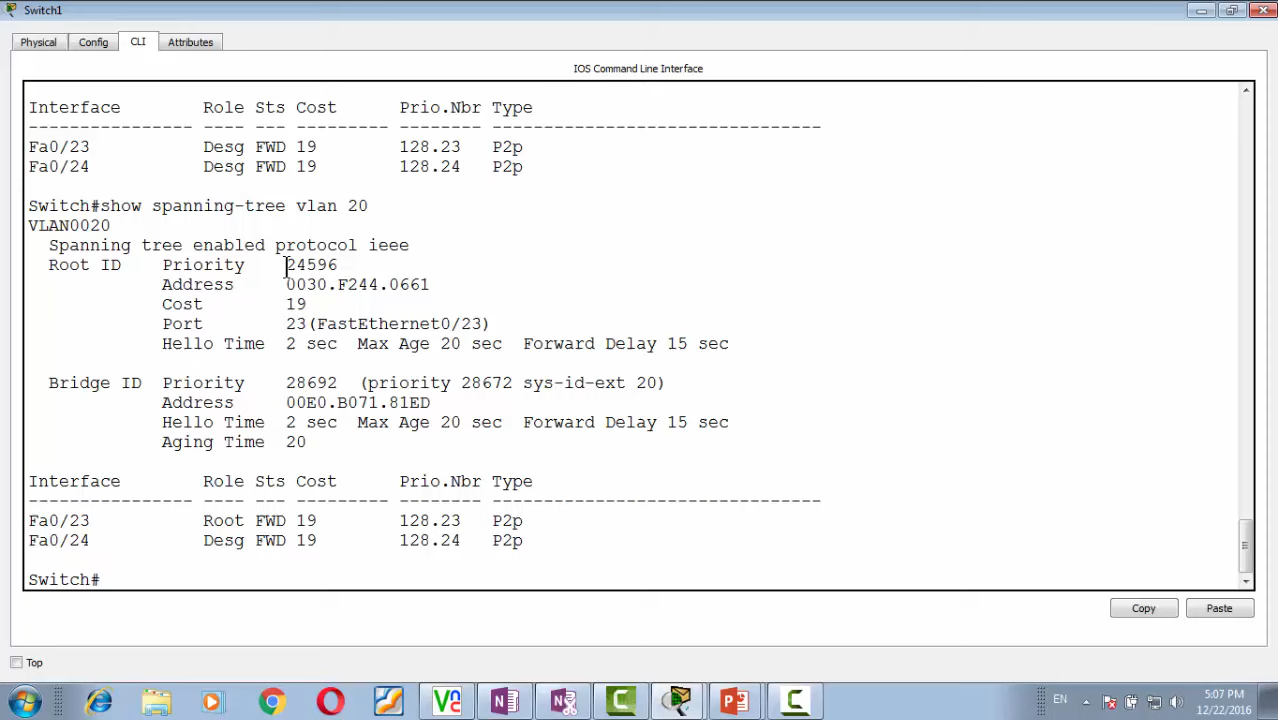 Switch1
Physical Config CLI Attributes
IOS Command Line Interface
Interface Role Sts Cost Prio.Nbr Type
---------------- ---- --- --------- -------- --------------------------------
Fa0/23 Desg FWD 19 128.23 P2p
Fa0/24 Desg FWD 19 128.24 P2p
Switch#show spanning-tree vlan 20
VLAN0020
Spanning tree enabled protocol ieee
Root ID Priority 24596
Address 0030.F244.0661
Cost 19
Port 23(FastEthernet0/23)
Hello Time 2 sec Max Age 20 sec Forward Delay 15 sec
Bridge ID Priority 28692 (priority 28672 sys-id-ext 20)
Address 00E0.B071.81ED
Hello Time 2 sec Max Age 20 sec Forward Delay 15 sec
Aging Time 20
Interface Role Sts Cost Prio.Nbr Type
---------------- ---- --- --------- -------- --------------------------------
Fa0/23 Root FWD 19 128.23 P2p
Fa0/24 Desg FWD 19 128.24 P2p
Switch#
Copy Paste
Top
EN
5:07 PM
12/22/2016